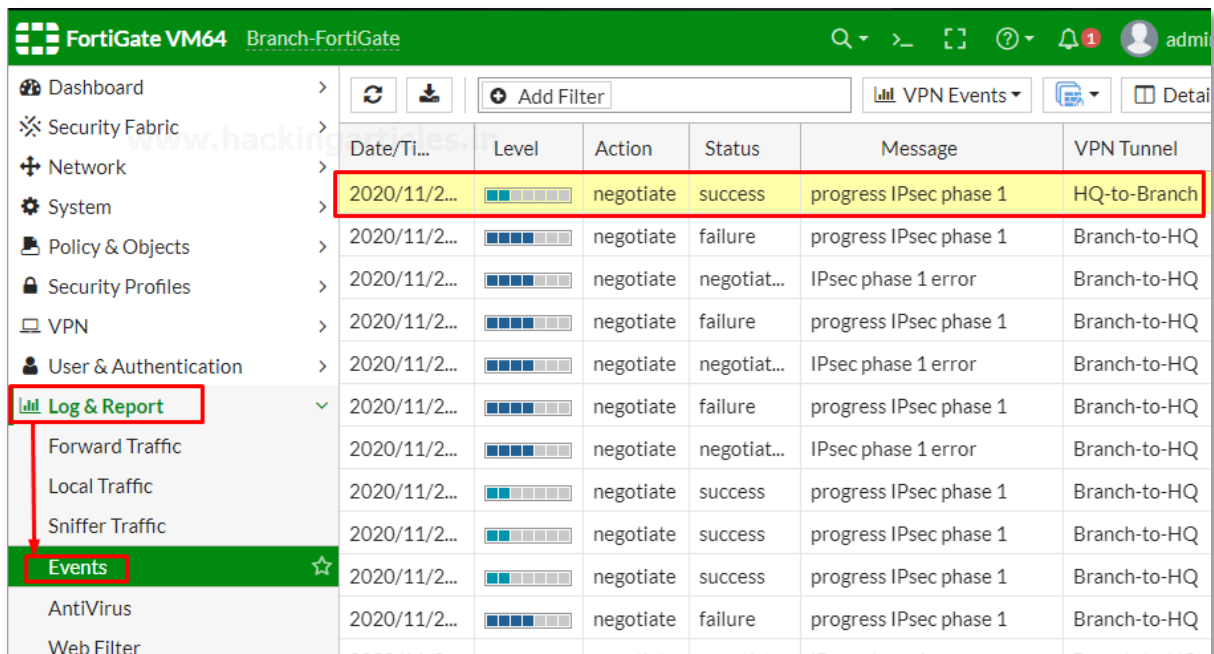 FortiGate VM64 Branch-FortiGate >_ 1 admi
Dashboard
Security Fabric
Network
System
Policy & Objects
Security Profiles
VPN
User & Authentication
Log & Report
Forward Traffic
Local Traffic
Sniffer Traffic
Events
AntiVirus
Web Filter
www.hackingarticles.in
Add Filter VPN Events Detai
Date/Ti... Level Action Status Message VPN Tunnel
2020/11/2... negotiate success progress IPsec phase 1 HQ-to-Branch
2020/11/2... negotiate failure progress IPsec phase 1 Branch-to-HQ
2020/11/2... negotiate negotiat... IPsec phase 1 error Branch-to-HQ
2020/11/2... negotiate failure progress IPsec phase 1 Branch-to-HQ
2020/11/2... negotiate negotiat... IPsec phase 1 error Branch-to-HQ
2020/11/2... negotiate failure progress IPsec phase 1 Branch-to-HQ
2020/11/2... negotiate negotiat... IPsec phase 1 error Branch-to-HQ
2020/11/2... negotiate success progress IPsec phase 1 Branch-to-HQ
2020/11/2... negotiate success progress IPsec phase 1 Branch-to-HQ
2020/11/2... negotiate success progress IPsec phase 1 Branch-to-HQ
2020/11/2... negotiate failure progress IPsec phase 1 Branch-to-HQ